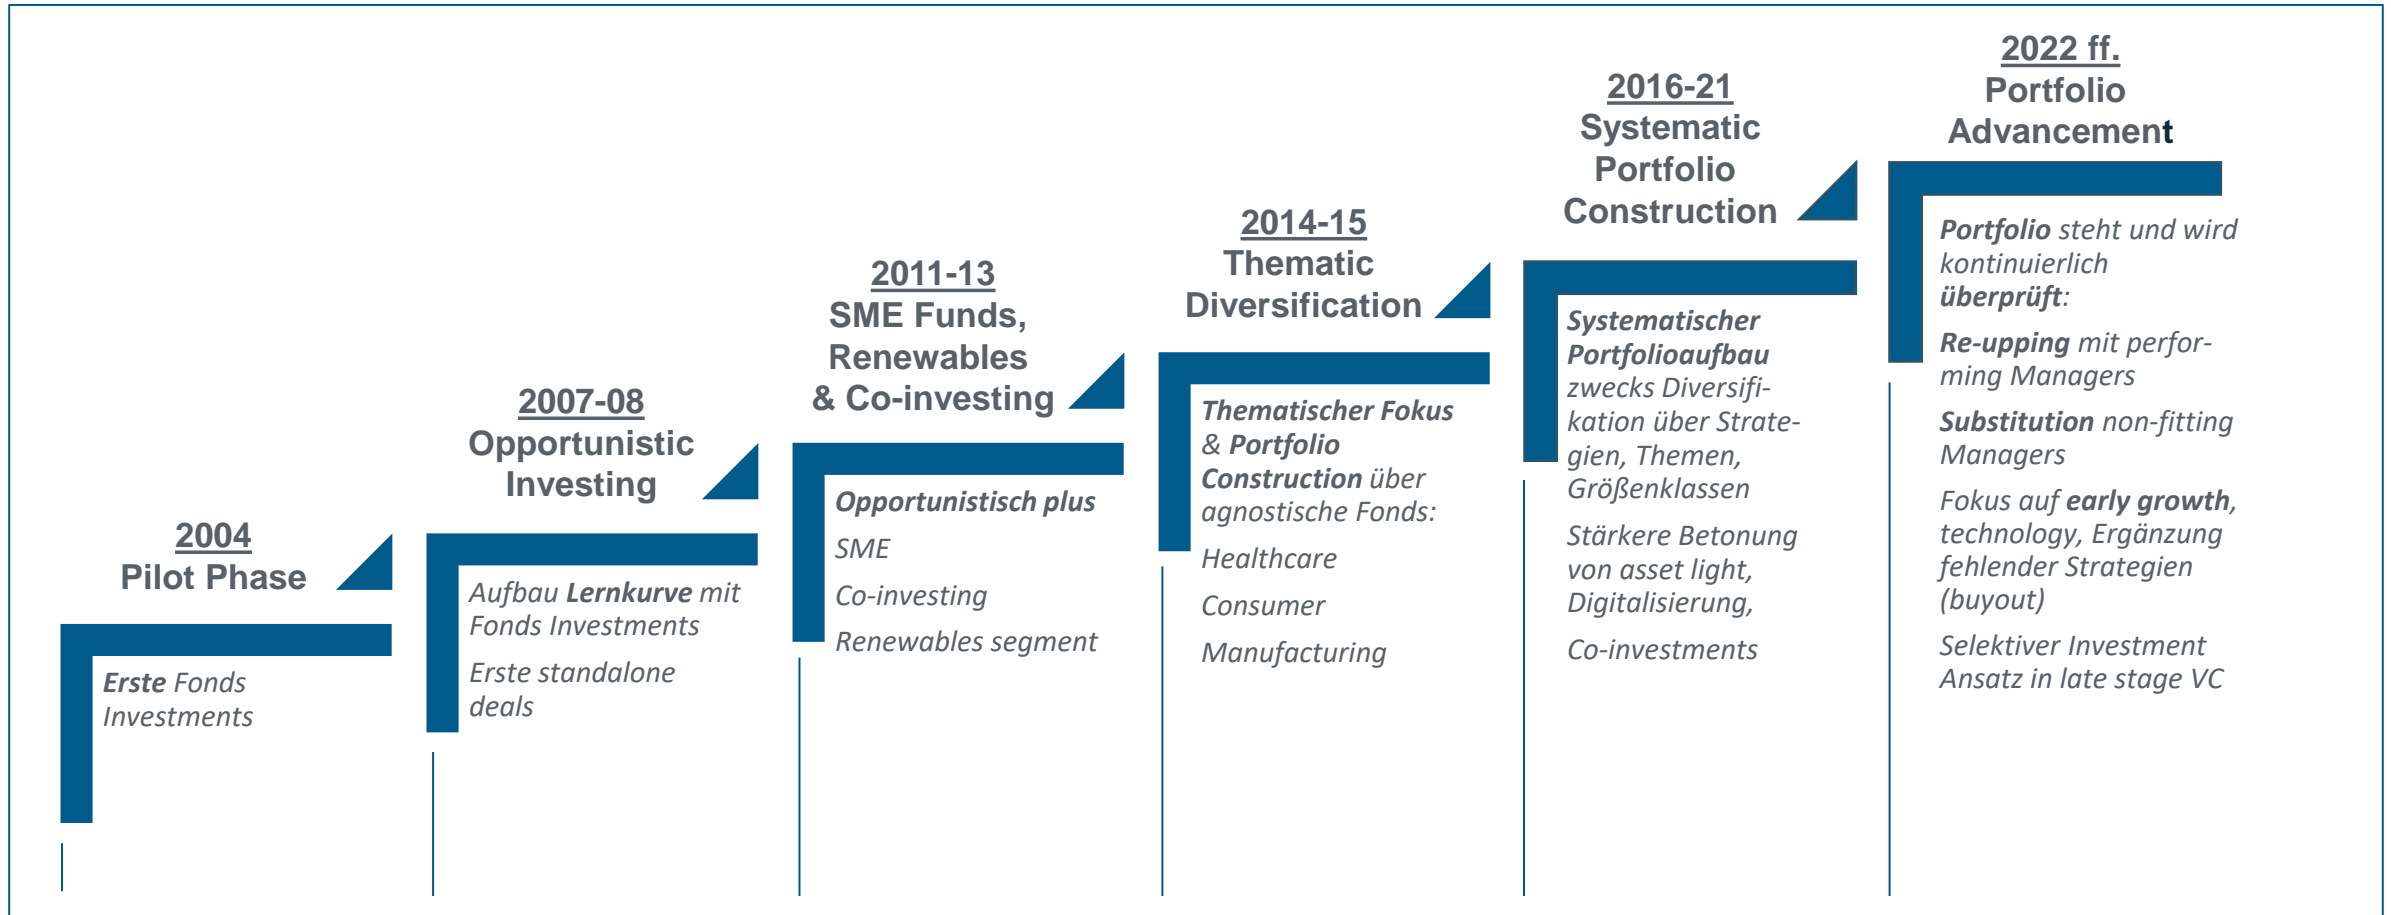 2004
Pilot Phase
Erste Fonds
Investments
2007-08
Opportunistic
Investing
Aufbau Lernkurve mit
Fonds Investments
Erste standalone
deals
2011-13
SME Funds,
Renewables
& Co-investing
Opportunistisch plus
SME
Co-investing
Renewables segment
2014-15
Thematic
Diversification
Thematischer Fokus
& Portfolio
Construction über
agnostische Fonds:
Healthcare
Consumer
Manufacturing
2016-21
Systematic
Portfolio
Construction
Systematischer
Portfolioaufbau
zwecks Diversifi-
kation über Strate-
gien, Themen,
Größenklassen
Stärkere Betonung
von asset light,
Digitalisierung,
Co-investments
2022 ff.
Portfolio
Advancement
Portfolio steht und wird
kontinuierlich
überprüft:
Re-upping mit perfor-
ming Managers
Substitution non-fitting
Managers
Fokus auf early growth,
technology, Ergänzung
fehlender Strategien
(buyout)
Selektiver Investment
Ansatz in late stage VC